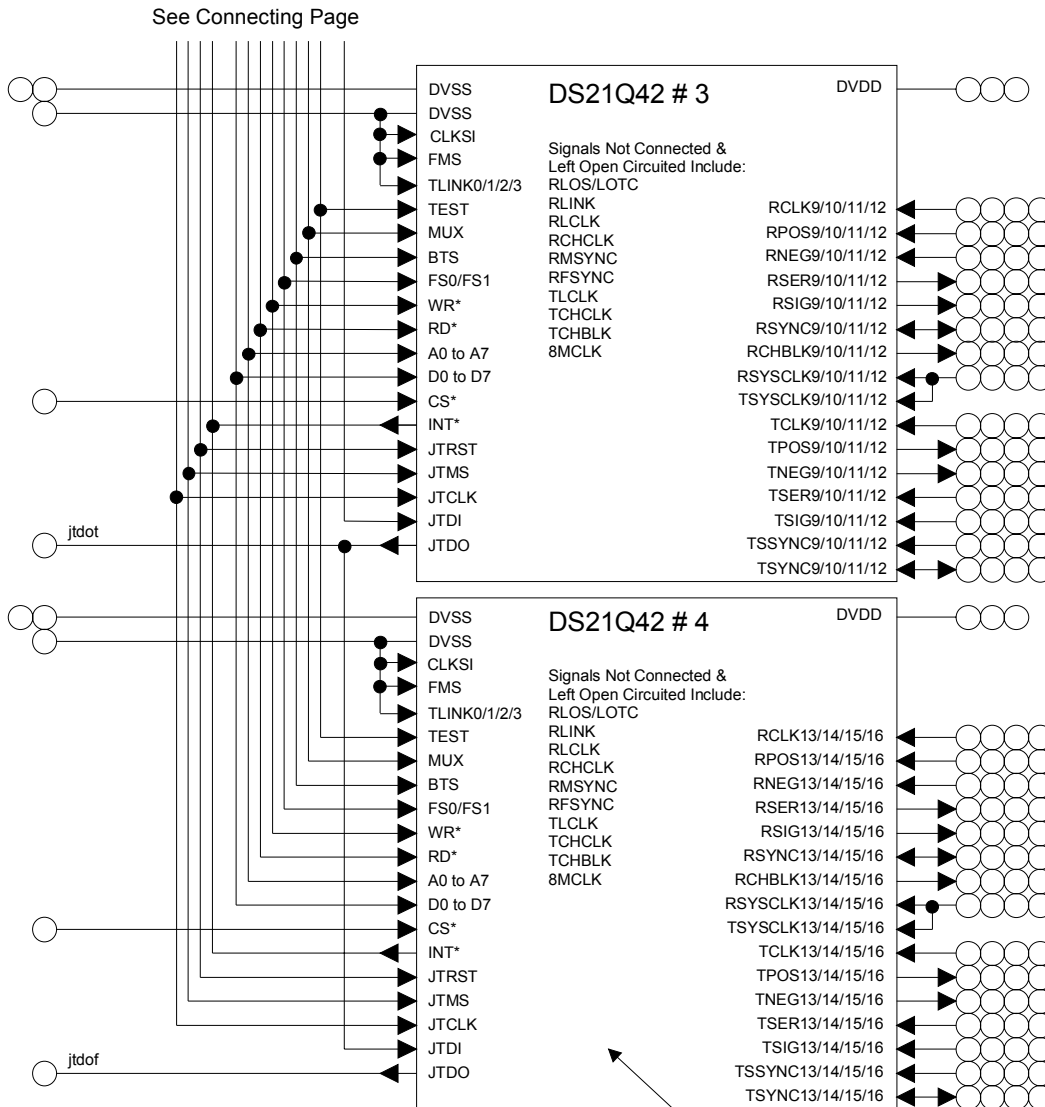 See Connecting Page
DS21Q42 # 3
DVSS
DVSS
CLKSI
FMS
TLINK0/1/2/3
TEST
MUX
BTS
FS0/FS1
WR*
RD*
A0 to A7
D0 to D7
CS*
INT*
JTRST
JTMS
JTCLK
JTDI
JTDO
jtdot
Signals Not Connected &
Left Open Circuited Include:
RLOS/LOTC
RLINK
RLCLK
RCHCLK
RMSYNC
RFSYNC
TLCLK
TCHCLK
TCHBLK
8MCLK
DVDD
RCLK9/10/11/12
RPOS9/10/11/12
RNEG9/10/11/12
RSER9/10/11/12
RSIG9/10/11/12
RSYNC9/10/11/12
RCHBLK9/10/11/12
RSYSCLK9/10/11/12
TSYSCLK9/10/11/12
TCLK9/10/11/12
TPOS9/10/11/12
TNEG9/10/11/12
TSER9/10/11/12
TSIG9/10/11/12
TSSYNC9/10/11/12
TSYNC9/10/11/12
DS21Q42 # 4
DVSS
DVSS
CLKSI
FMS
TLINK0/1/2/3
TEST
MUX
BTS
FS0/FS1
WR*
RD*
A0 to A7
D0 to D7
CS*
INT*
JTRST
JTMS
JTCLK
JTDI
JTDO
jtdof
Signals Not Connected &
Left Open Circuited Include:
RLOS/LOTC
RLINK
RLCLK
RCHCLK
RMSYNC
RFSYNC
TLCLK
TCHCLK
TCHBLK
8MCLK
DVDD
RCLK13/14/15/16
RPOS13/14/15/16
RNEG13/14/15/16
RSER13/14/15/16
RSIG13/14/15/16
RSYNC13/14/15/16
RCHBLK13/14/15/16
RSYSCLK13/14/15/16
TSYSCLK13/14/15/16
TCLK13/14/15/16
TPOS13/14/15/16
TNEG13/14/15/16
TSER13/14/15/16
TSIG13/14/15/16
TSSYNC13/14/15/16
TSYNC13/14/15/16